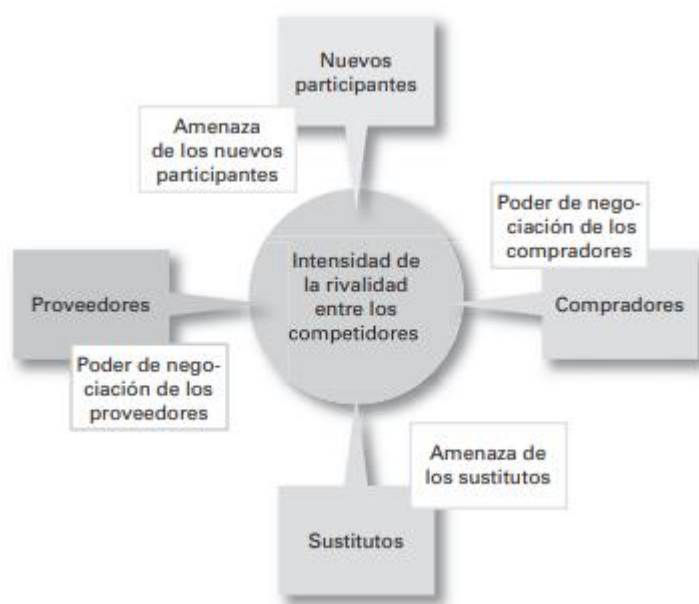 Nuevos
participantes
Amenaza
de los nuevos
participantes
Poder de nego-
ciación de los
compradores
Intensidad de
la rivalidad
entre los
competidores
Proveedores
Compradores
Poder de nego-
ciación de los
proveedores
Amenaza de
los sustitutos
Sustitutos